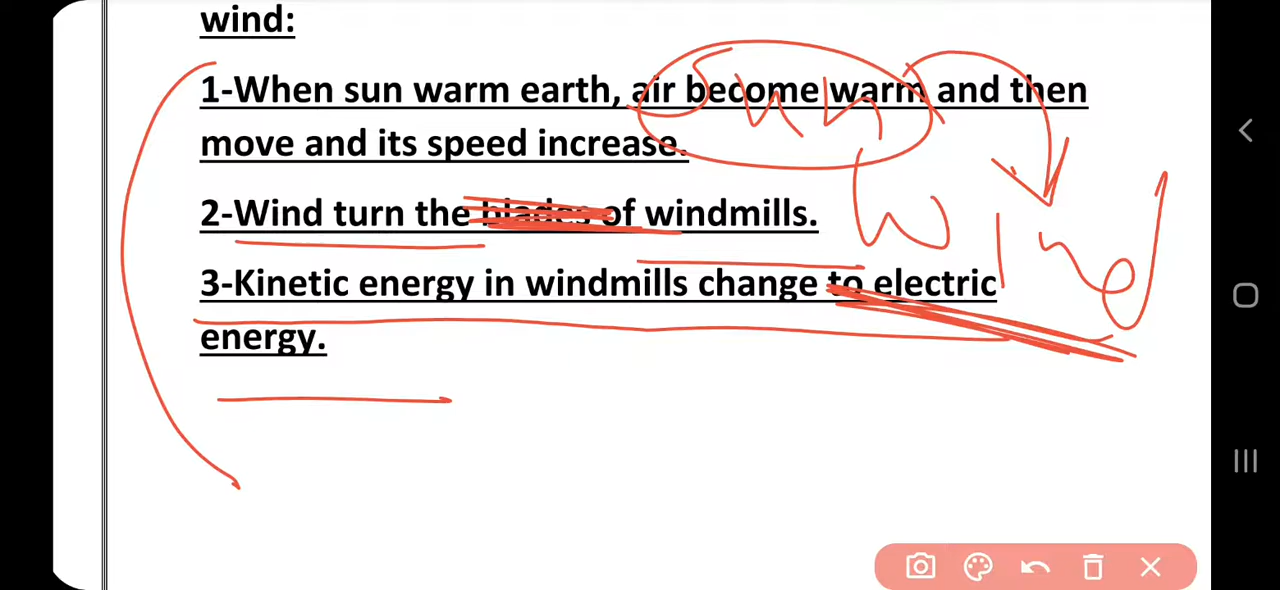 wind:
1-When sun warm earth, air become warm and then
move and its speed increase.
Sun
2-Wind turn the blades of windmills.
wind
3-Kinetic energy in windmills change to electric
energy.